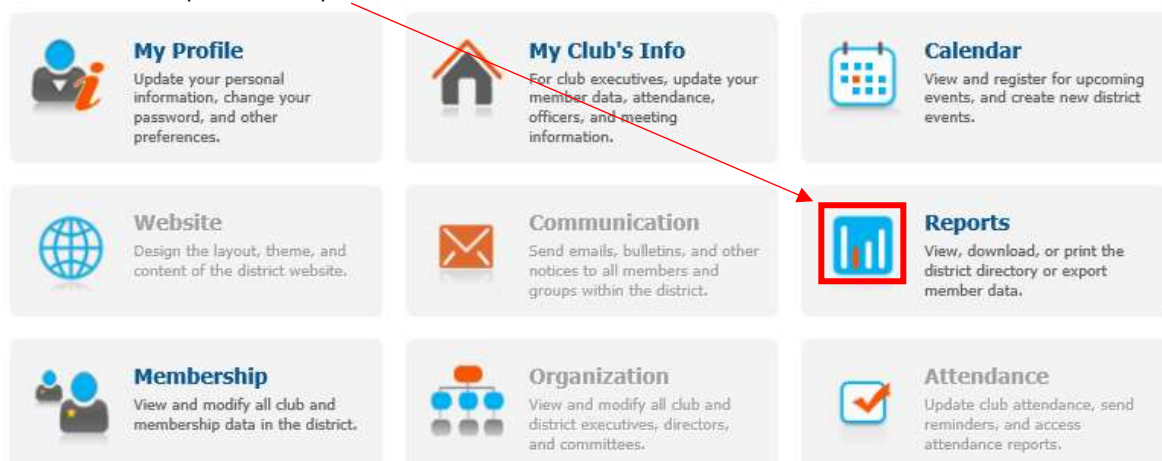 My Profile
Update your personal
information, change your
password, and other
preferences.
My Club's Info
For club executives, update your
member data, attendance,
officers, and meeting
information.
Calendar
View and register for upcoming
events, and create new district
events.
Website
Design the layout, theme, and
content of the district website.
Communication
Send emails, bulletins, and other
notices to all members and
groups within the district.
Reports
View, download, or print the
district directory or export
member data.
Membership
View and modify all club and
membership data in the district.
Organization
View and modify all club and
district executives, directors,
and committees.
Attendance
Update club attendance, send
reminders, and access
attendance reports.